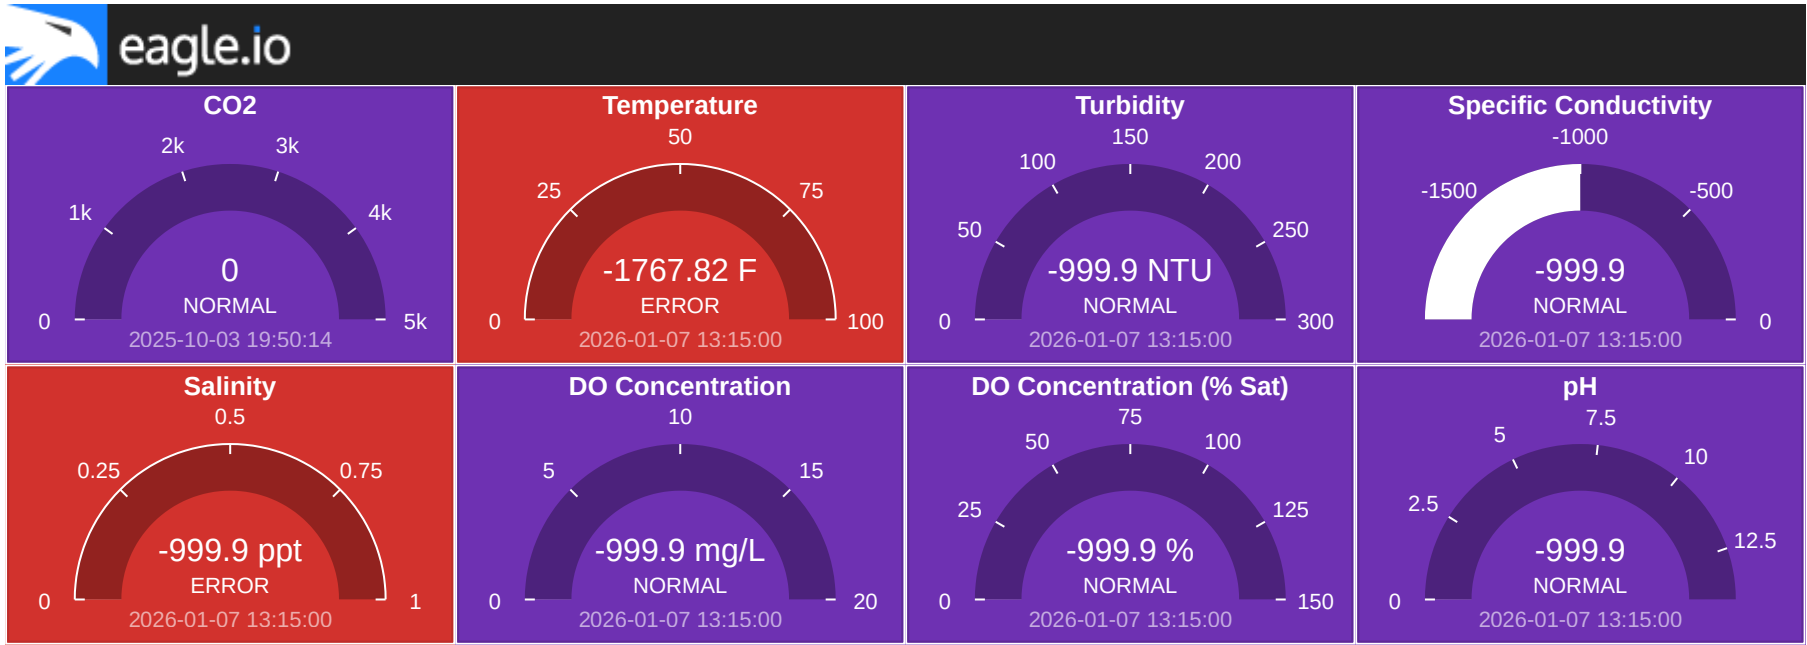 eagle.io
CO2
2k 3k
1k 4k
0
NORMAL
0 5k
2025-10-03 19:50:14
Temperature
50
25 75
-1767.82 F
ERROR
0 100
2026-01-07 13:15:00
Turbidity
150
100 200
50 250
-999.9 NTU
NORMAL
0 300
2026-01-07 13:15:00
Specific Conductivity
-1000
-1500 -500
-999.9
NORMAL
0
2026-01-07 13:15:00
Salinity
0.5
0.25 0.75
-999.9 ppt
ERROR
0 1
2026-01-07 13:15:00
DO Concentration
10
5 15
-999.9 mg/L
NORMAL
0 20
2026-01-07 13:15:00
DO Concentration (% Sat)
75
50 100
25 125
-999.9 %
NORMAL
0 150
2026-01-07 13:15:00
pH
7.5
5 10
2.5 12.5
-999.9
NORMAL
0
2026-01-07 13:15:00